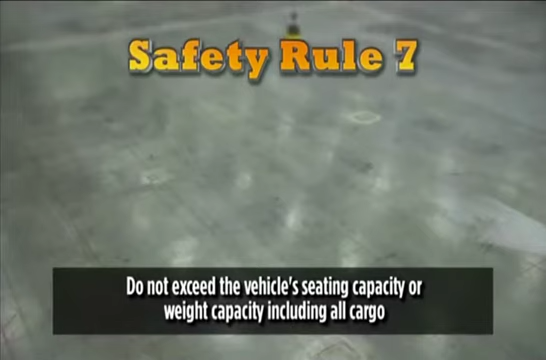 Safety Rule 7
Do not exceed the vehicle's seating capacity or
weight capacity including all cargo